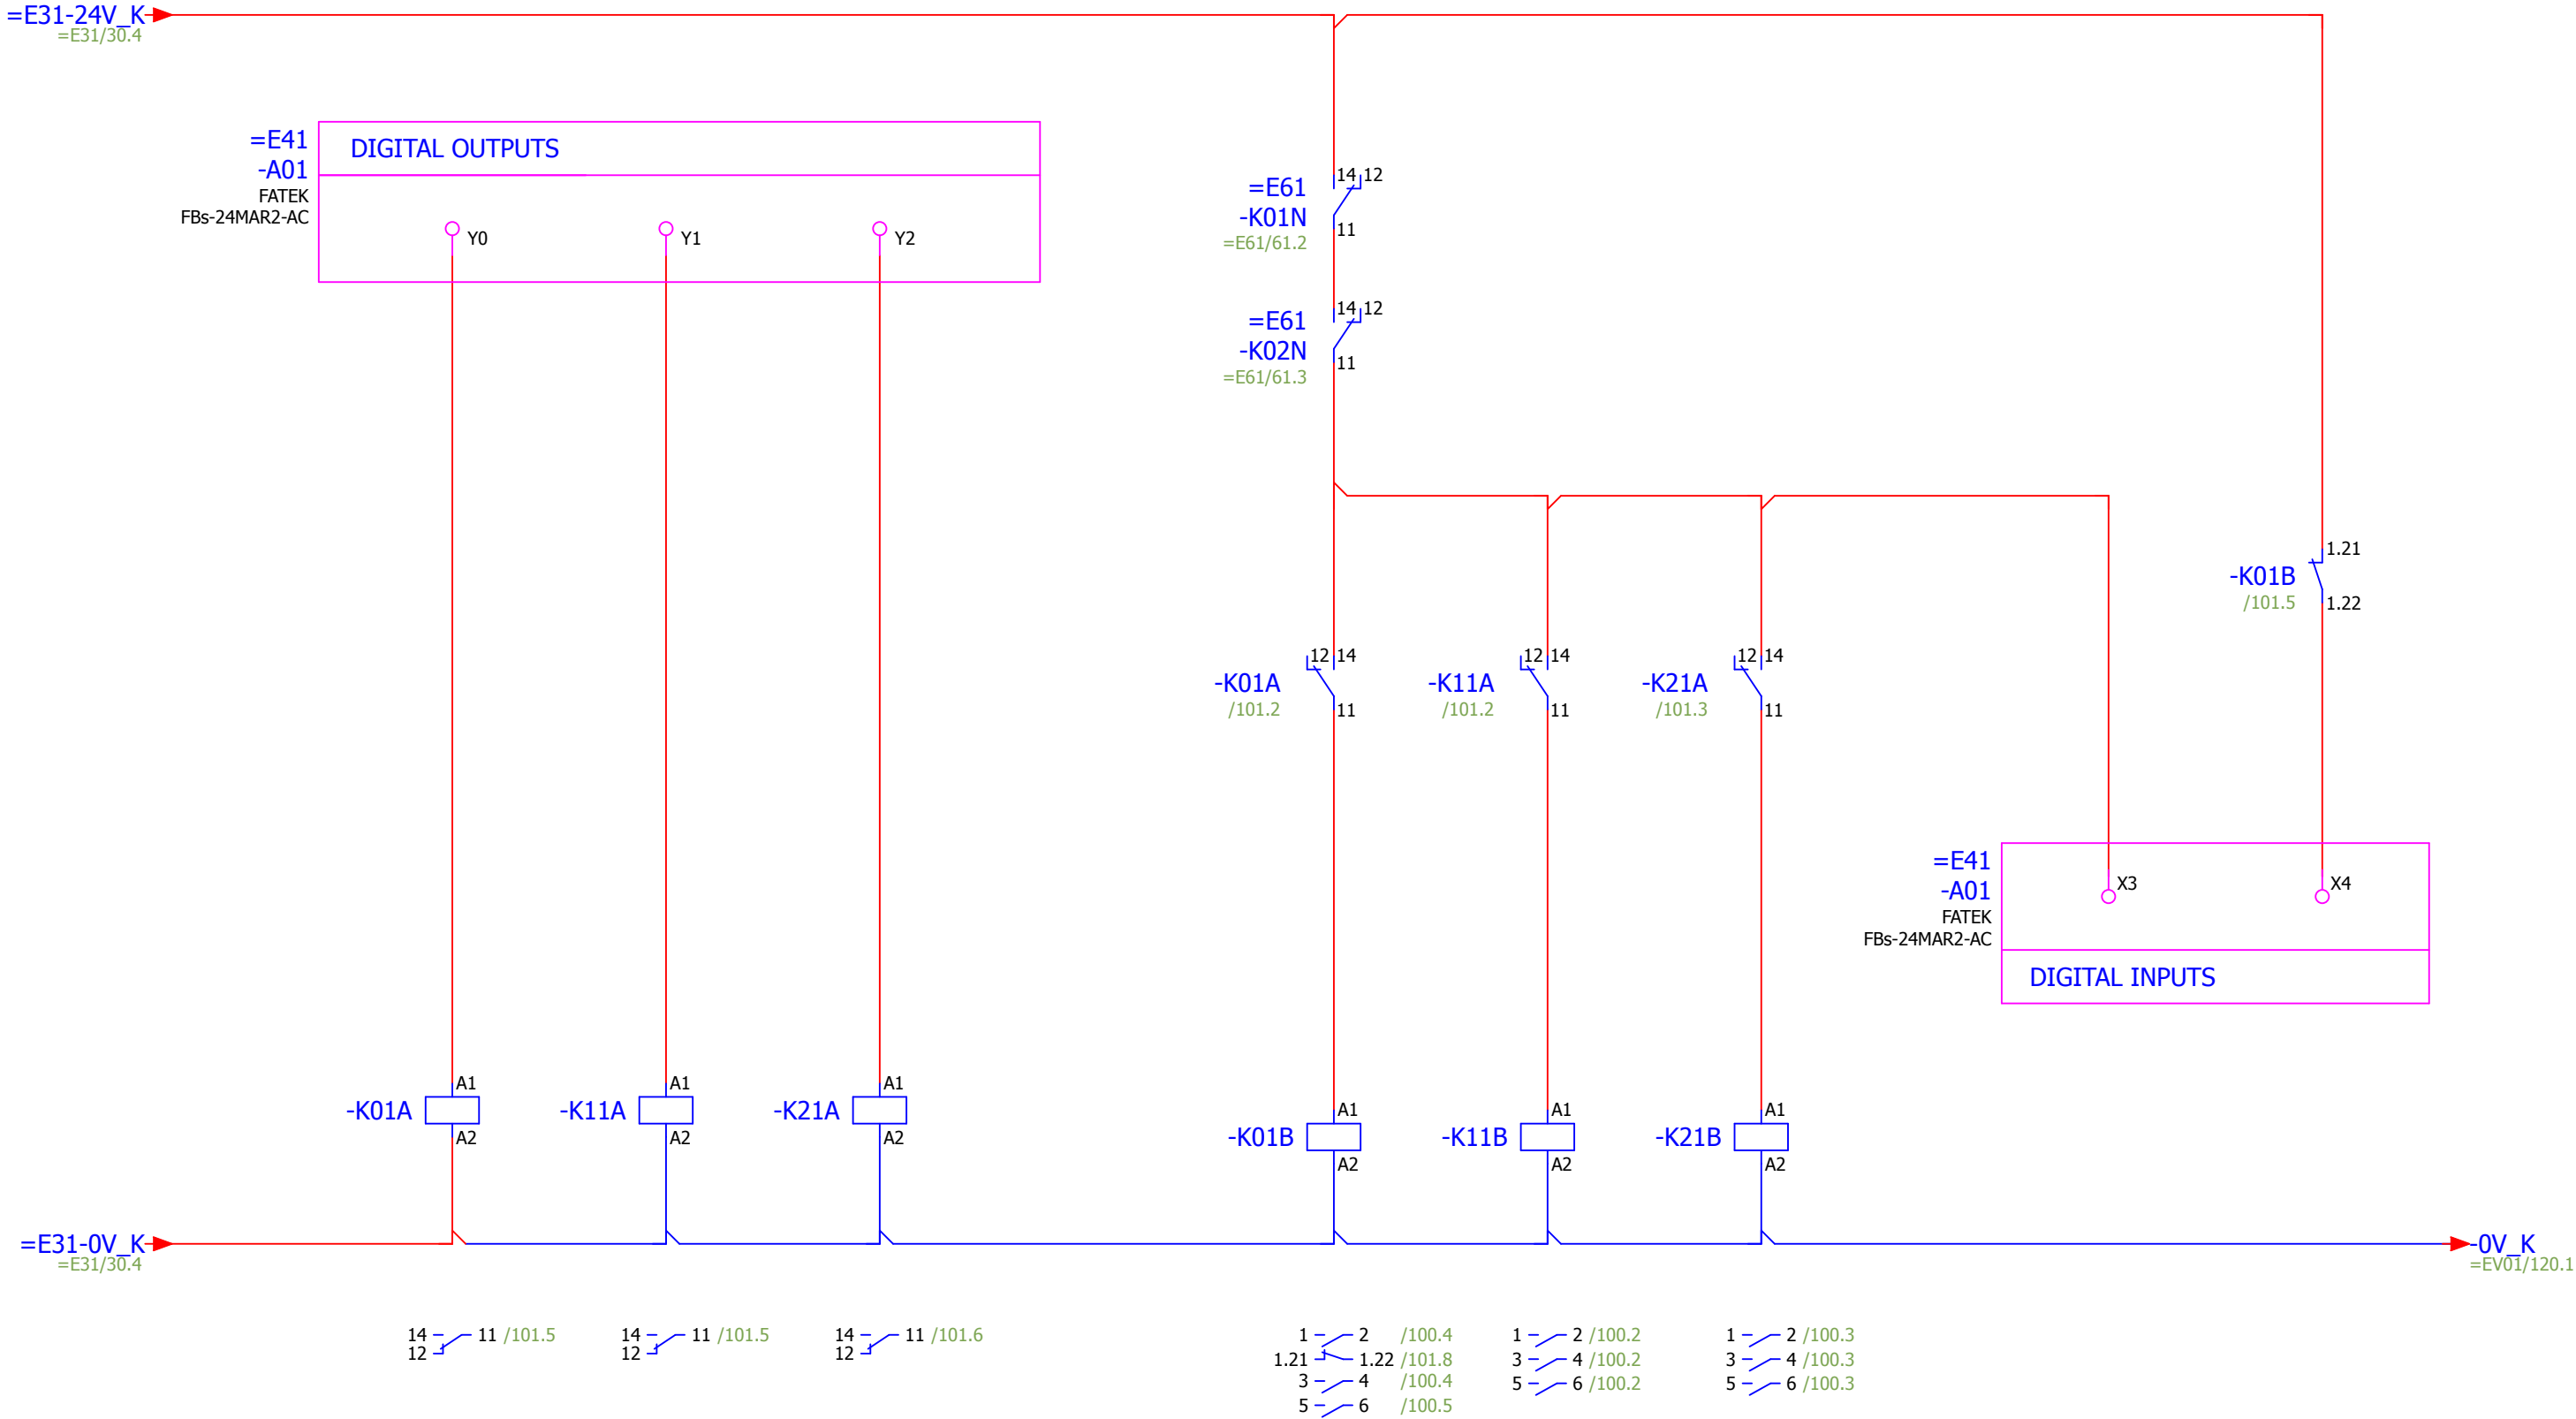 =E31-24V_K
=E31/30.4
=E41
-A01
FATEK
FBs-24MAR2-AC
DIGITAL OUTPUTS
Y0
Y1
Y2
=E61
-K01N
=E61/61.2
14
12
11
=E61
-K02N
=E61/61.3
14
12
11
1.21
-K01B
/101.5
1.22
12 14
-K01A
/101.2
11
12 14
-K11A
/101.2
11
12 14
-K21A
/101.3
11
=E41
-A01
FATEK
FBs-24MAR2-AC
X3
X4
DIGITAL INPUTS
A1
-K01A
A2
A1
-K11A
A2
A1
-K21A
A2
A1
-K01B
A2
A1
-K11B
A2
A1
-K21B
A2
=E31-0V_K
=E31/30.4
-0V_K
=EV01/120.1
14 11 /101.5
12
14 11 /101.5
12
14 11 /101.6
12
1 2 /100.4
1.21 1.22 /101.8
3 4 /100.4
5 6 /100.5
1 2 /100.2
3 4 /100.2
5 6 /100.2
1 2 /100.3
3 4 /100.3
5 6 /100.3